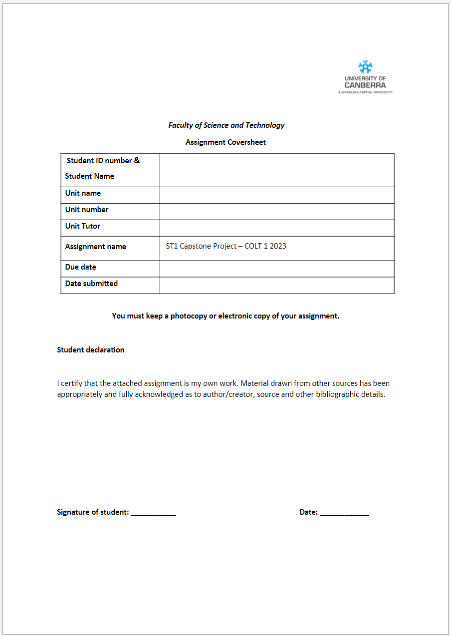 UNIVERSITY OF
CANBERRA
AUSTRALIA'S CAPITAL UNIVERSITY
Faculty of Science and Technology
Assignment Coversheet
Student ID number &
Student Name
Unit name
Unit number
Unit Tutor
Assignment name ST1 Capstone Project – COLT 1 2023
Due date
Date submitted
You must keep a photocopy or electronic copy of your assignment.
Student declaration
I certify that the attached assignment is my own work. Material drawn from other sources has been
appropriately and fully acknowledged as to author/creator, source and other bibliographic details.
Signature of student: ___________ Date: ____________